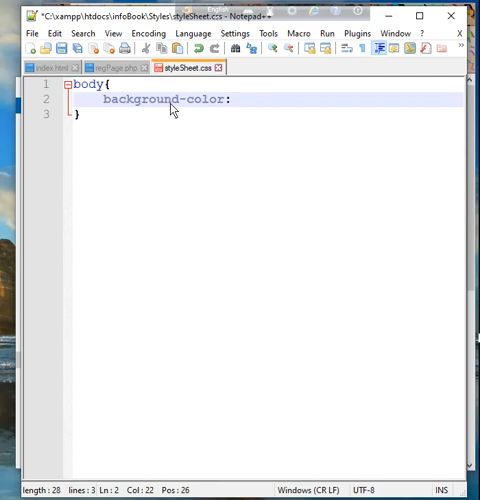 *C:\xampp\htdocs\infoBook\Styles\styleSheet.css - Notepad++
English
File Edit Search View Encoding Language Settings Tools Macro Run Plugins Window ? X
index.html regPage.php styleSheet.css
1 body{
2 background-color:
3 }
length : 28 lines : 3 Ln : 2 Col : 22 Pos : 26 Windows (CR LF) UTF-8 INS